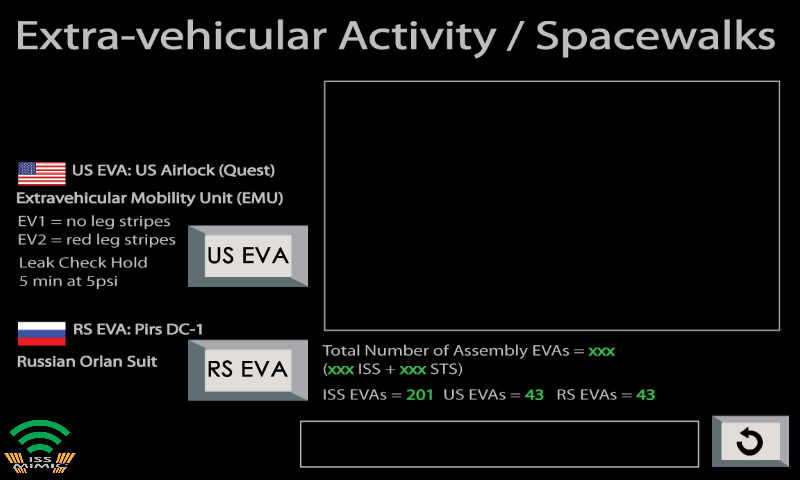 Extra-vehicular Activity / Spacewalks
US EVA: US Airlock (Quest)
Extravehicular Mobility Unit (EMU)
EV1 = no leg stripes
EV2 = red leg stripes
Leak Check Hold
5 min at 5psi
US EVA
RS EVA: Pirs DC-1
Russian Orlan Suit
RS EVA
Total Number of Assembly EVAs = xxx
(xxx ISS + xxx STS)
ISS EVAs = 201 US EVAs = 43 RS EVAs = 43
ISS
MIMIC